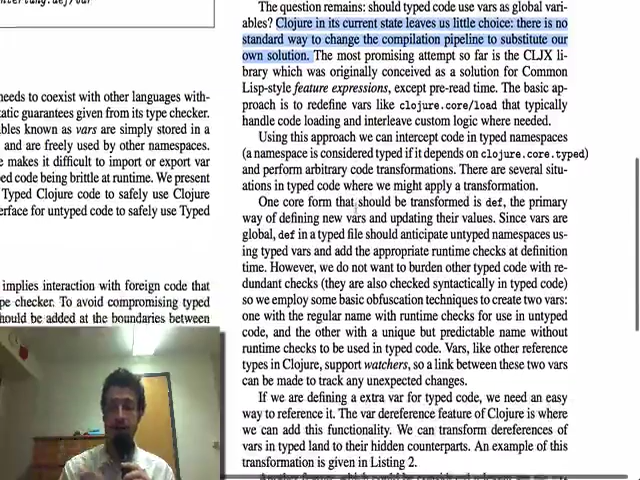 needs to coexist with other languages with-
tatic guarantees given from its type checker.
ables known as vars are simply stored in a
and are freely used by other namespaces.
makes it difficult to import or export var
ped code being brittle at runtime. We present
Typed Clojure code to safely use Clojure
erface for untyped code to safely use Typed
implies interaction with foreign code that
pe checker. To avoid compromising typed
hould be added at the boundaries between
The question remains: should typed code use vars as global vari-
ables? Clojure in its current state leaves us little choice: there is no
standard way to change the compilation pipeline to substitute our
own solution. The most promising attempt so far is the CLJX li-
brary which was originally conceived as a solution for Common
Lisp-style feature expressions, except pre-read time. The basic ap-
proach is to redefine vars like clojure.core/load that typically
handle code loading and interleave custom logic where needed.
Using this approach we can intercept code in typed namespaces
(a namespace is considered typed if it depends on clojure.core.typed)
and perform arbitrary code transformations. There are several situ-
ations in typed code where we might apply a transformation.
One core form that should be transformed is def, the primary
way of defining new vars and updating their values. Since vars are
global, def in a typed file should anticipate untyped namespaces us-
ing typed vars and add the appropriate runtime checks at definition
time. However, we do not want to burden other typed code with re-
dundant checks (they are also checked syntactically in typed code)
so we employ some basic obfuscation techniques to create two vars:
one with the regular name with runtime checks for use in untyped
code, and the other with a unique but predictable name without
runtime checks to be used in typed code. Vars, like other reference
types in Clojure, support watchers, so a link between these two vars
can be made to track any unexpected changes.
If we are defining a extra var for typed code, we need an easy
way to reference it. The var dereference feature of Clojure is where
we can add this functionality. We can transform dereferences
of vars in typed land to their hidden counterparts. An example of this
transformation is given in Listing 2.